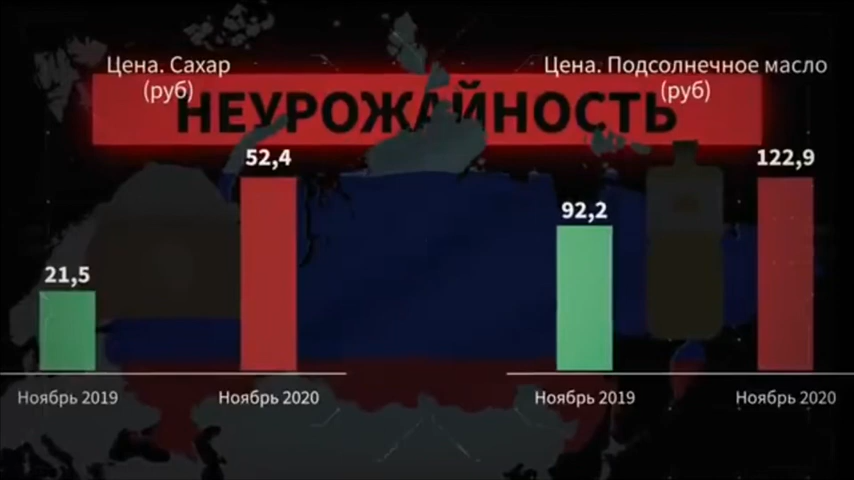 Цена. Сахар
(руб)
Цена. Подсолнечное масло
(руб)
НЕУРОЖАЙНОСТЬ
52,4
122,9
92,2
21,5
Ноябрь 2019
Ноябрь 2020
Ноябрь 2019
Ноябрь 2020